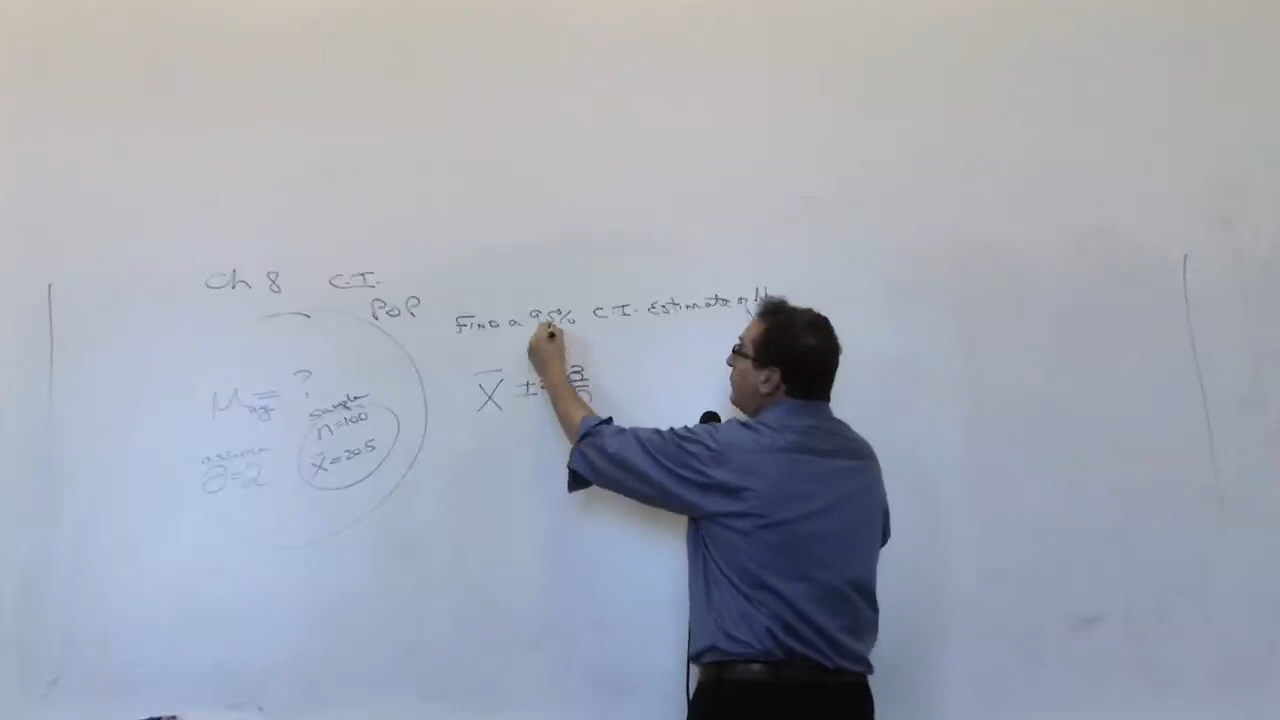 Ch 8 C.I.
POP
Find a 95% C.I. Estimate of μ
μ = ?
sample
n=100
x̄=20.5
assume
σ=2
X̄ ±